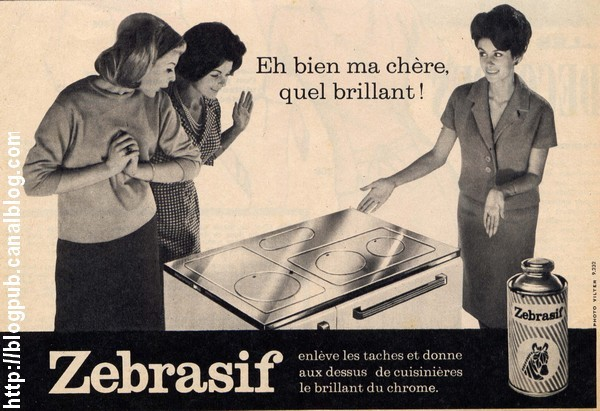 Eh bien ma chère,
quel brillant !
Zebrasif
Zebrasif
enlève les taches et donne
aux dessus de cuisinières
le brillant du chrome.
http://blogpub.canalblog.com